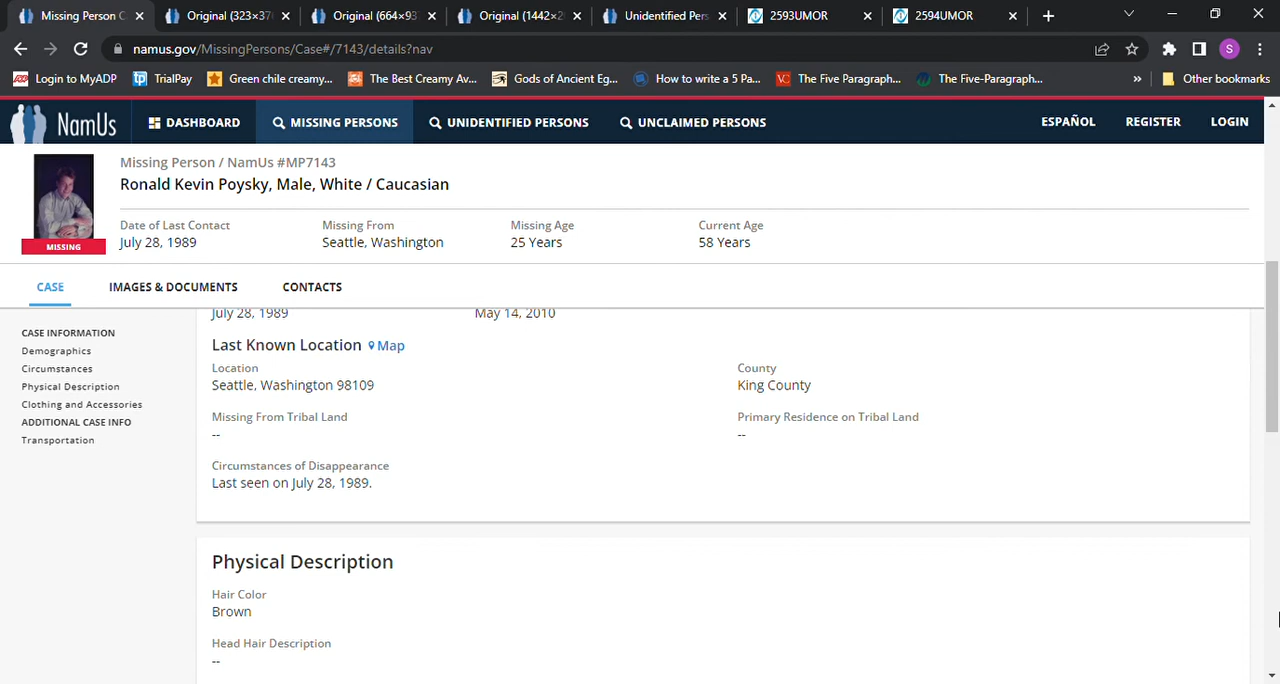 Missing Person C
Original (323×37
Original (664×93
Original (1442×2
Unidentified Per
2593UMOR
2594UMOR
namus.gov/MissingPersons/Case#/7143/details?nav
S
Login to MyADP
TrialPay
Green chile creamy...
The Best Creamy Av...
Gods of Ancient Eg...
How to write a 5 Pa...
The Five Paragraph...
The Five-Paragraph...
» Other bookmarks
NamUs
DASHBOARD
MISSING PERSONS
UNIDENTIFIED PERSONS
UNCLAIMED PERSONS
ESPAÑOL
REGISTER
LOGIN
Missing Person / NamUs #MP7143
Ronald Kevin Poysky, Male, White / Caucasian
MISSING
Date of Last Contact
July 28, 1989
Missing From
Seattle, Washington
Missing Age
25 Years
Current Age
58 Years
CASE
IMAGES & DOCUMENTS
CONTACTS
CASE INFORMATION
Demographics
Circumstances
Physical Description
Clothing and Accessories
ADDITIONAL CASE INFO
Transportation
July 28, 1989
May 14, 2010
Last Known Location Map
Location
Seattle, Washington 98109
County
King County
Missing From Tribal Land
--
Primary Residence on Tribal Land
--
Circumstances of Disappearance
Last seen on July 28, 1989.
Physical Description
Hair Color
Brown
Head Hair Description
--